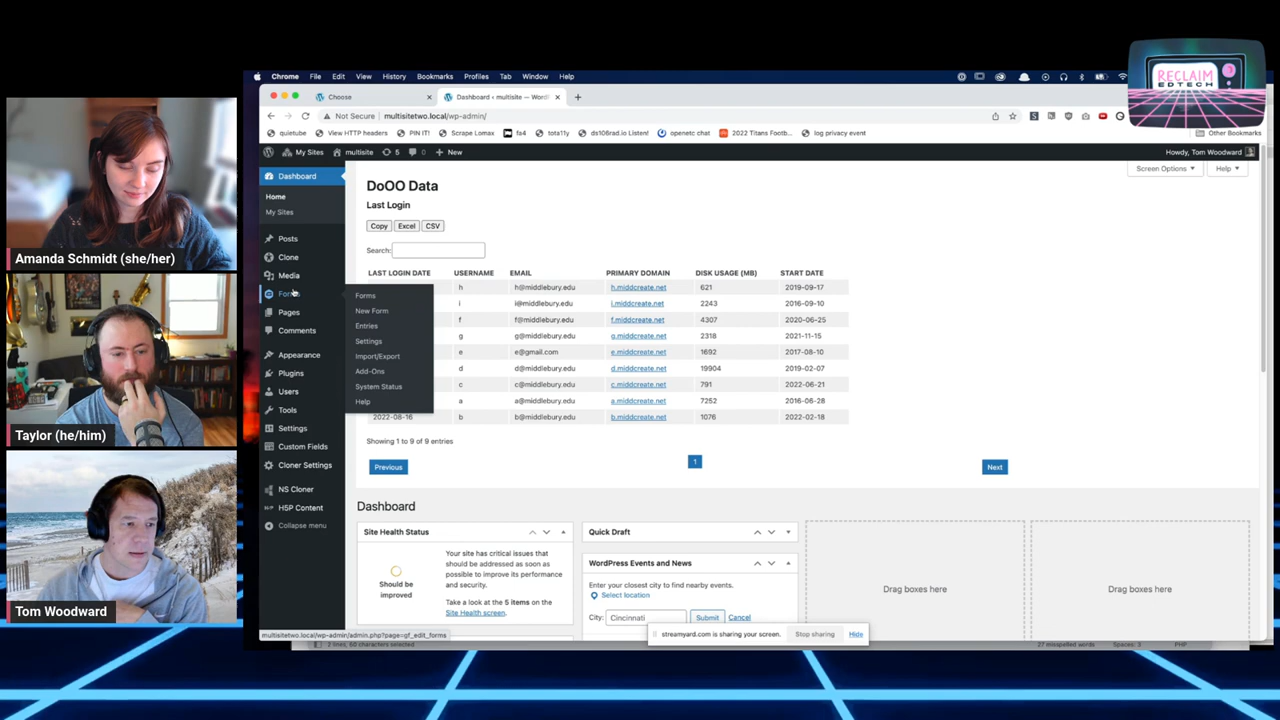 Chrome File Edit View History Bookmarks Profiles Tab Window Help
RECLAIM
EDTECH
Choose
Dashboard ‹ multisite — Word
Not Secure | multisitetwo.local/wp-admin/
quietube View HTTP headers PIN IT! Scrape Lomax fa4 tota11y ds106rad.io Listen! openetc chat 2022 Titans Footb... log privacy event
Other Bookmarks
My Sites multisite 5 0 + New
Howdy, Tom Woodward
Screen Options ▼
Help ▼
Dashboard
Home
My Sites
Posts
Clone
Media
Forms
Pages
Comments
Appearance
Plugins
Users
Tools
Settings
Custom Fields
Cloner Settings
NS Cloner
H5P Content
Collapse menu
Forms
New Form
Entries
Settings
Import/Export
Add-Ons
System Status
Help
DoOO Data
Last Login
Copy Excel CSV
Search:
LAST LOGIN DATE USERNAME EMAIL PRIMARY DOMAIN DISK USAGE (MB) START DATE
h h@middlebury.edu h.middcreate.net 621 2019-09-17
i i@middlebury.edu i.middcreate.net 2243 2016-09-10
f f@middlebury.edu f.middcreate.net 4307 2020-06-25
g g@middlebury.edu g.middcreate.net 2318 2021-11-15
e e@gmail.com e.middcreate.net 1692 2017-08-10
d d@middlebury.edu d.middcreate.net 19904 2019-02-07
c c@middlebury.edu c.middcreate.net 791 2022-06-21
a a@middlebury.edu a.middcreate.net 7252 2016-08-28
2022-08-16 b b@middlebury.edu b.middcreate.net 1076 2022-02-18
Showing 1 to 9 of 9 entries
Previous 1 Next
Dashboard
Site Health Status
Should be
improved
Your site has critical issues that
should be addressed as soon as
possible to improve its performance
and security.
Take a look at the 5 items on the
Site Health screen.
Quick Draft
WordPress Events and News
Enter your closest city to find nearby events.
Select location
City: Cincinnati Submit Cancel
Drag boxes here
Drag boxes here
multisitetwo.local/wp-admin/admin.php?page=gf_edit_forms
streamyard.com is sharing your screen. Stop sharing Hide
2 lines, 60 characters selected
27 misspelled words Spaces: 3 PHP
Amanda Schmidt (she/her)
Taylor (he/him)
Tom Woodward